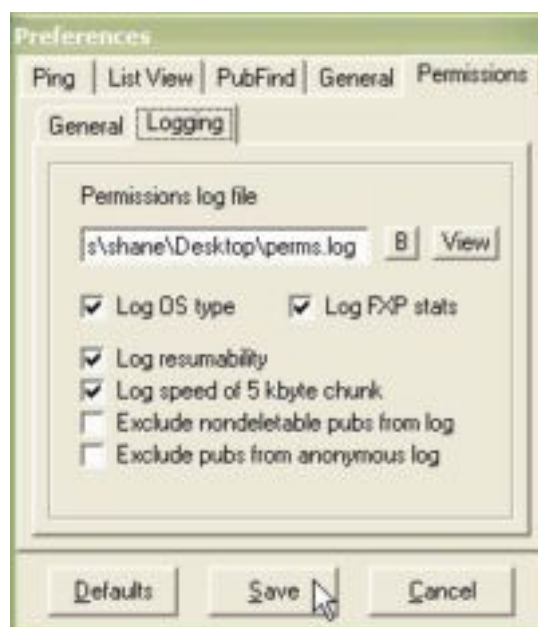 Preferences
Ping List View PubFind General Permissions
General Logging
Permissions log file
s\shane\Desktop\perms.log B View
Log OS type Log FXP stats
Log resumability
Log speed of 5 kbyte chunk
Exclude nondeletable pubs from log
Exclude pubs from anonymous log
Defaults Save Cancel